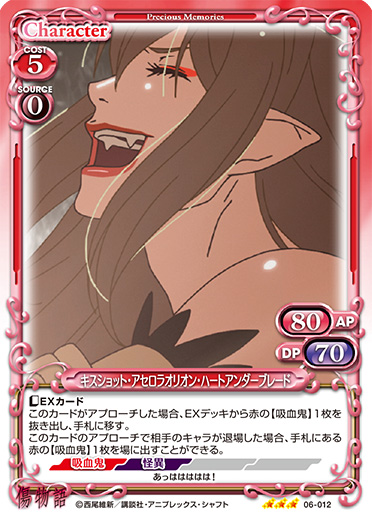 Precious Memories
Character
COST
5
SOURCE
0
80 AP
DP 70
キスショット・アセロラオリオン・ハートアンダーブレード
EXカード
このカードがアプローチした場合、EXデッキから赤の【吸血鬼】1枚を
抜き出し、手札に移す。
このカードのアプローチで相手のキャラが退場した場合、手札にある
赤の【吸血鬼】1枚を場に出すことができる。
吸血鬼 怪異
あっははははは!
傷物語 ©西尾維新/講談社・アニプレックス・シャフト ★★★ 06-012